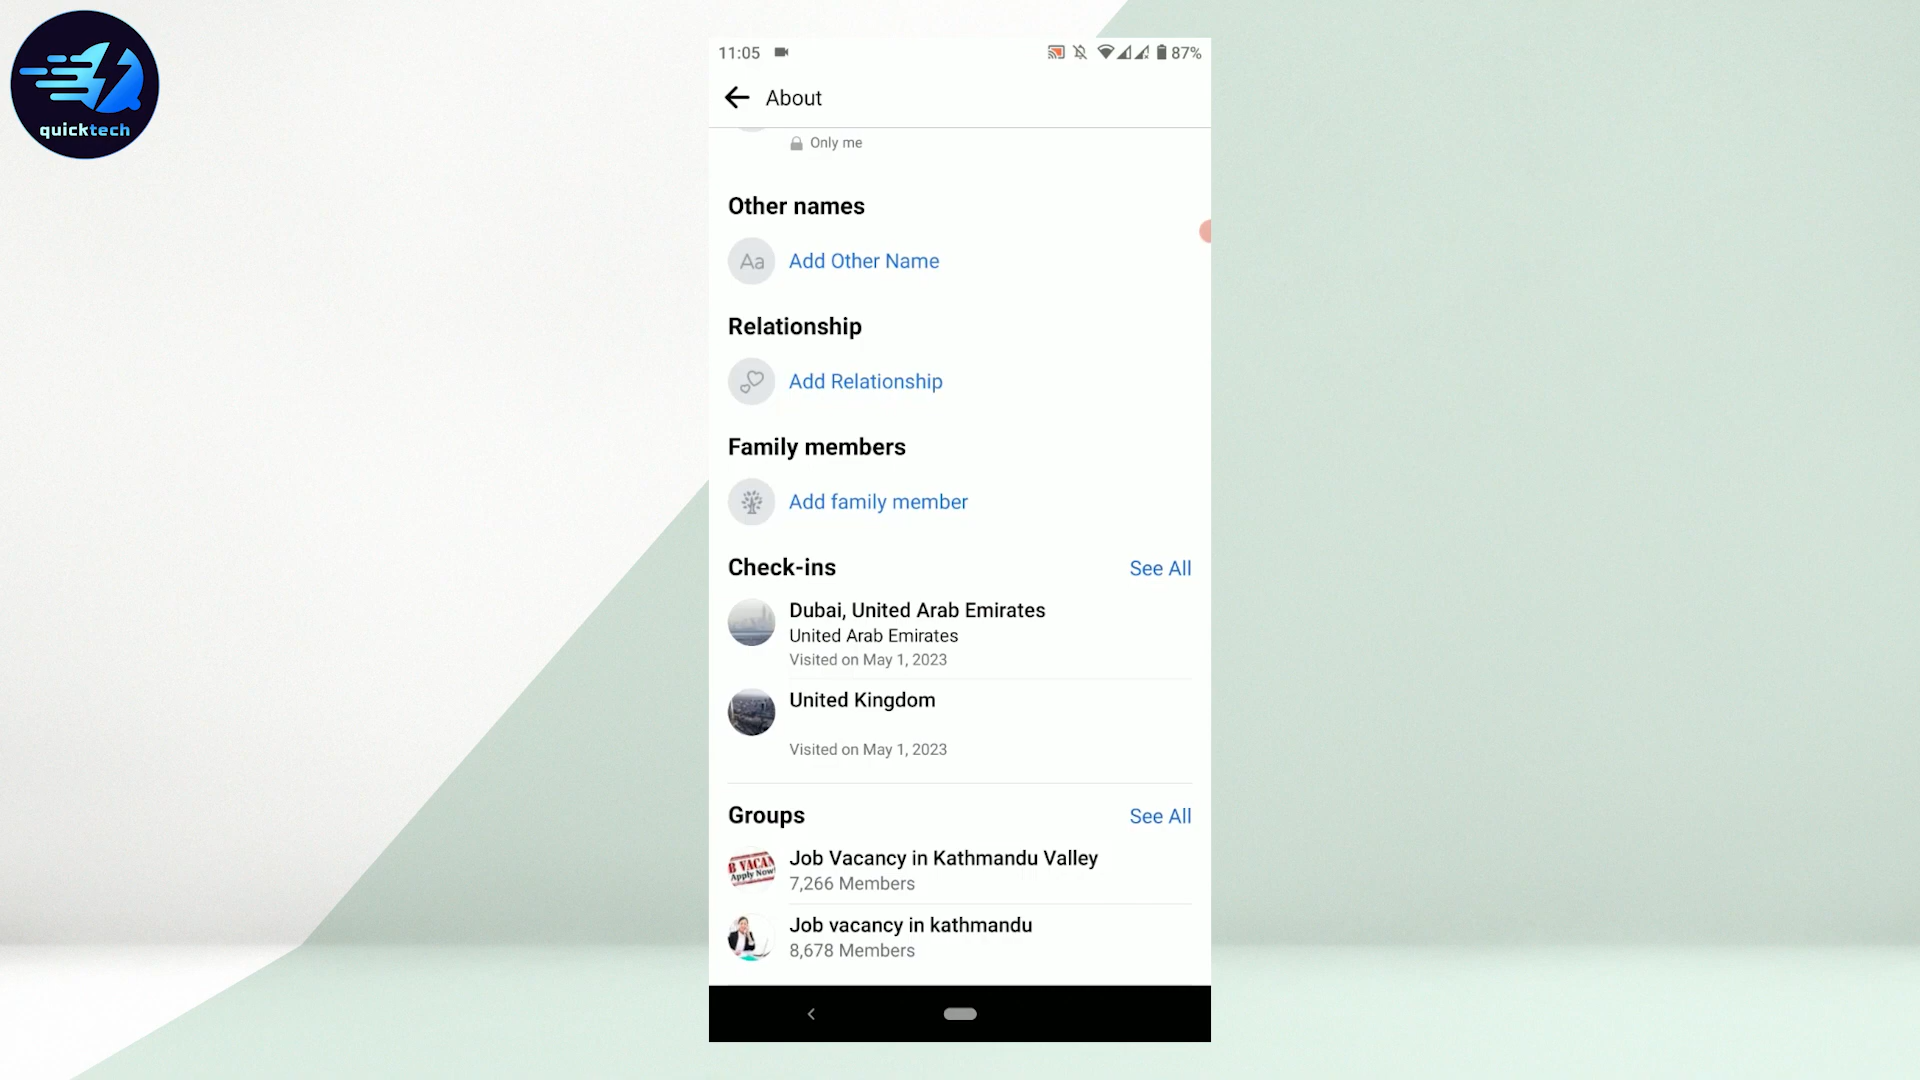 quicktech
11:05
87%
About
Only me
Other names
Aa
Add Other Name
Relationship
Add Relationship
Family members
Add family member
Check-ins
See All
Dubai, United Arab Emirates
United Arab Emirates
Visited on May 1, 2023
United Kingdom
Visited on May 1, 2023
Groups
See All
B VACAN
Apply Now!
Job Vacancy in Kathmandu Valley
7,266 Members
Job vacancy in kathmandu
8,678 Members